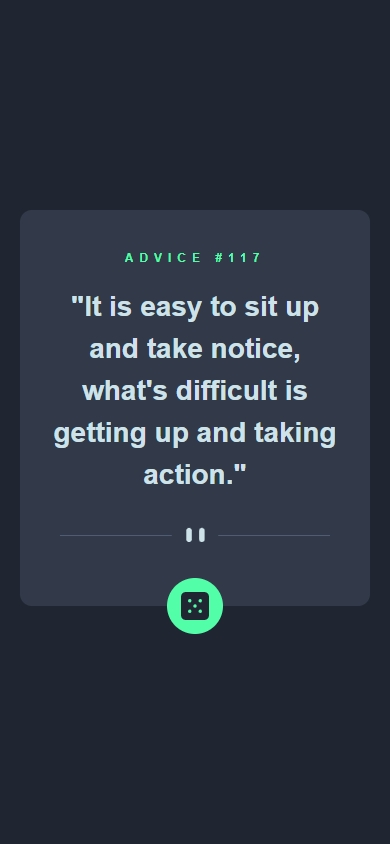 ADVICE #117
"It is easy to sit up
and take notice,
what's difficult is
getting up and taking
action."